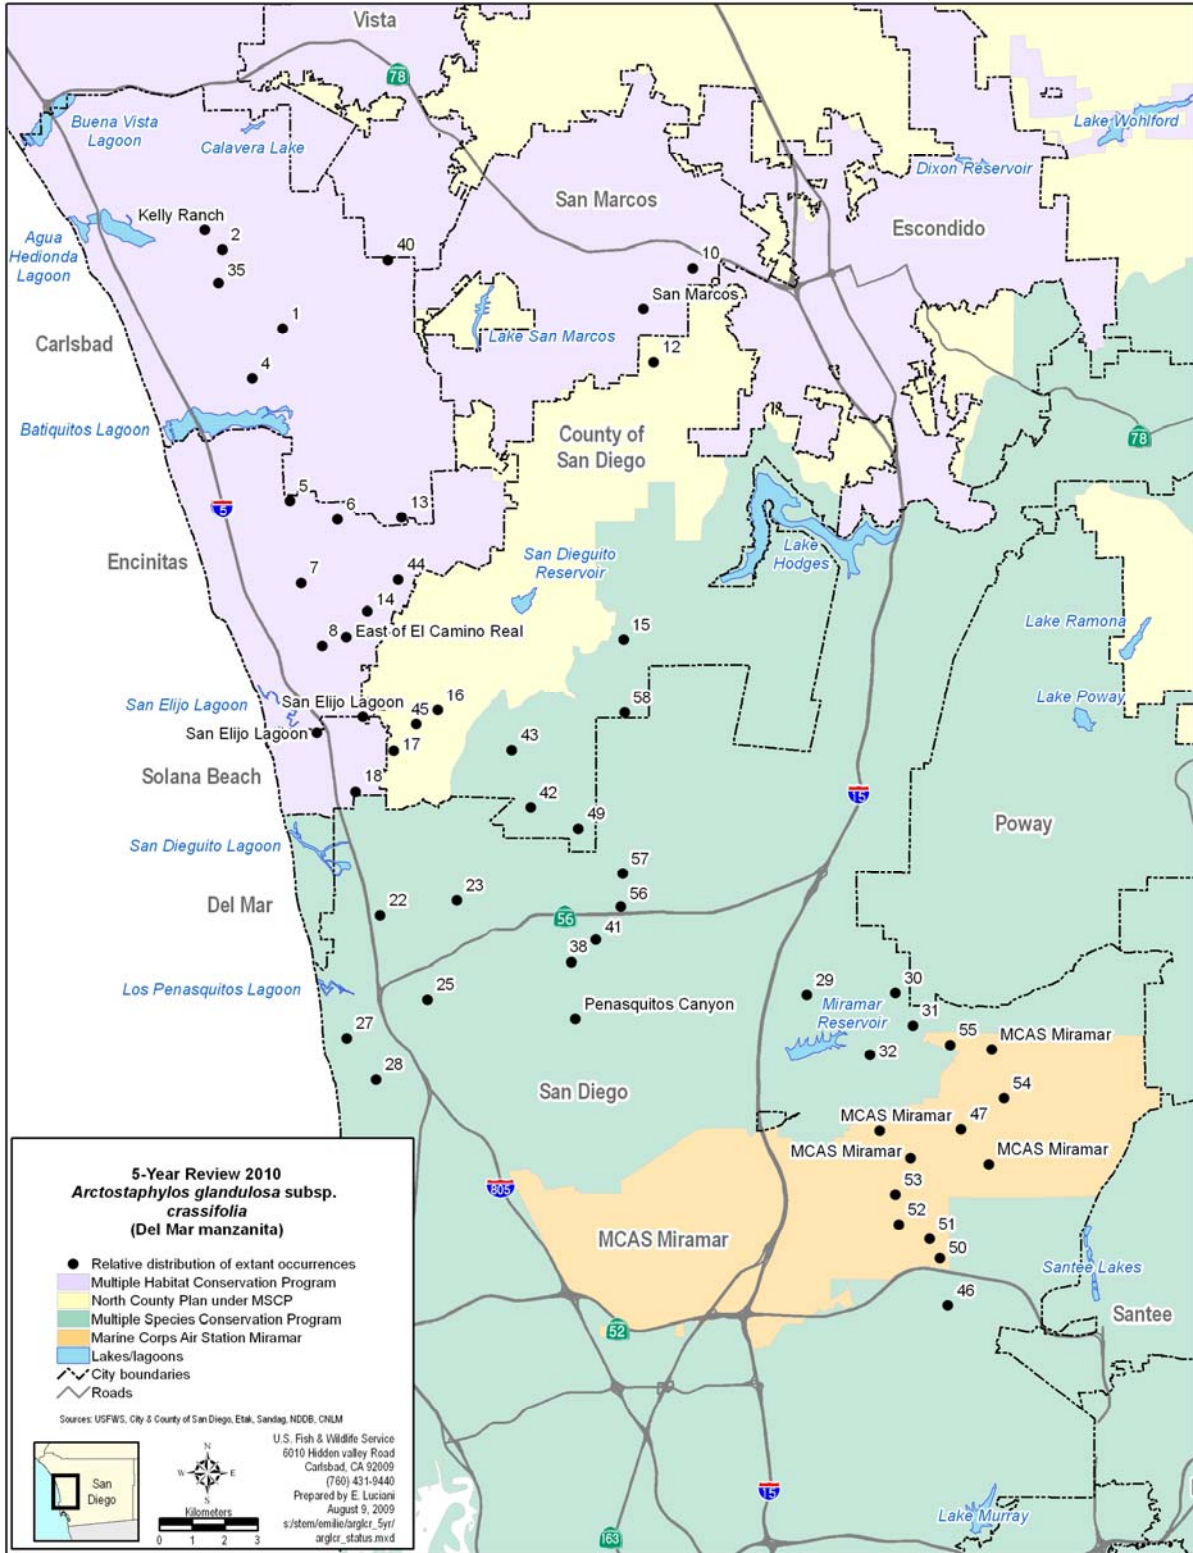 Vista
78
Buena Vista
Lagoon
Calavera Lake
Lake Wohlford
Dixon Reservoir
San Marcos
Escondido
Kelly Ranch
2
35
40
10
Agua
Hedionda
Lagoon
San Marcos
1
Lake San Marcos
12
Carlsbad
4
Batiquitos Lagoon
County of
San Diego
78
5
6
13
5
Encinitas
San Dieguito
Reservoir
Lake
Hodges
7
44
14
8
East of El Camino Real
15
Lake Ramona
San Elijo Lagoon
San Elijo Lagoon
45
16
58
Lake Poway
San Elijo Lagoon
17
43
Solana Beach
18
42
15
49
Poway
San Dieguito Lagoon
57
Del Mar
22
23
56
56
41
38
Los Penasquitos Lagoon
25
Penasquitos Canyon
29
30
Miramar
Reservoir
31
27
32
55
MCAS Miramar
28
San Diego
54
MCAS Miramar
47
MCAS Miramar
MCAS Miramar
805
53
52
51
MCAS Miramar
50
Santee Lakes
46
Santee
52
15
Lake Murray
163
5-Year Review 2010
Arctostaphylos glandulosa subsp.
crassifolia
(Del Mar manzanita)
Relative distribution of extant occurrences
Multiple Habitat Conservation Program
North County Plan under MSCP
Multiple Species Conservation Program
Marine Corps Air Station Miramar
Lakes/lagoons
City boundaries
Roads
Sources: USFWS, City & County of San Diego, Etak, Sandag, NDDB, CNLM
San
Diego
N
W E
S
Kilometers
0 1 2 3
U.S. Fish & Wildlife Service
6010 Hidden valley Road
Carlsbad, CA 92009
(760) 431-9440
Prepared by E. Luciani
August 9, 2009
s:/stem/emilie/arglcr_5yr/
arglcr_status.mxd